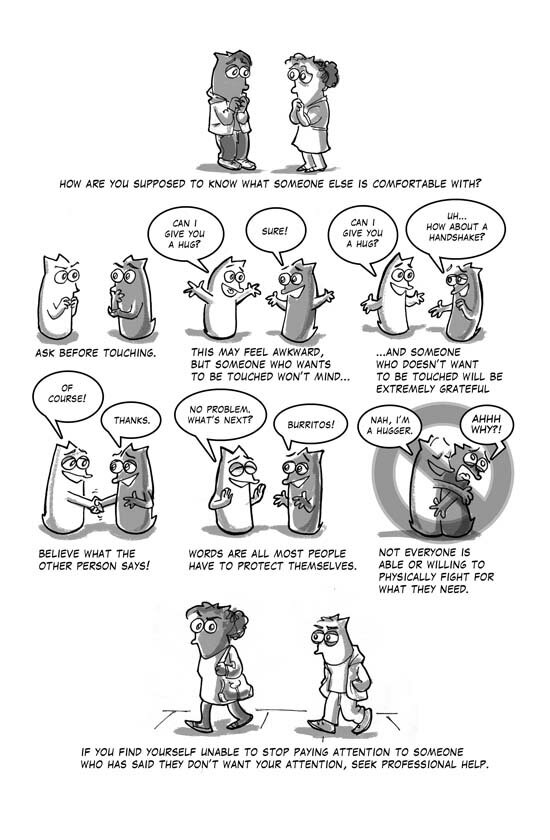 HOW ARE YOU SUPPOSED TO KNOW WHAT SOMEONE ELSE IS COMFORTABLE WITH?
CAN I
GIVE YOU
A HUG?
SURE!
CAN I
GIVE YOU
A HUG?
UH...
HOW ABOUT A
HANDSHAKE?
ASK BEFORE TOUCHING.
THIS MAY FEEL AWKWARD,
BUT SOMEONE WHO WANTS
TO BE TOUCHED WON'T MIND...
...AND SOMEONE
WHO DOESN'T WANT
TO BE TOUCHED WILL BE
EXTREMELY GRATEFUL
OF
COURSE!
THANKS.
NO PROBLEM.
WHAT'S NEXT?
BURRITOS!
NAH, I'M
A HUGGER.
AHHH
WHY?!
BELIEVE WHAT THE
OTHER PERSON SAYS!
WORDS ARE ALL MOST PEOPLE
HAVE TO PROTECT THEMSELVES.
NOT EVERYONE IS
ABLE OR WILLING TO
PHYSICALLY FIGHT FOR
WHAT THEY NEED.
IF YOU FIND YOURSELF UNABLE TO STOP PAYING ATTENTION TO SOMEONE
WHO HAS SAID THEY DON'T WANT YOUR ATTENTION, SEEK PROFESSIONAL HELP.